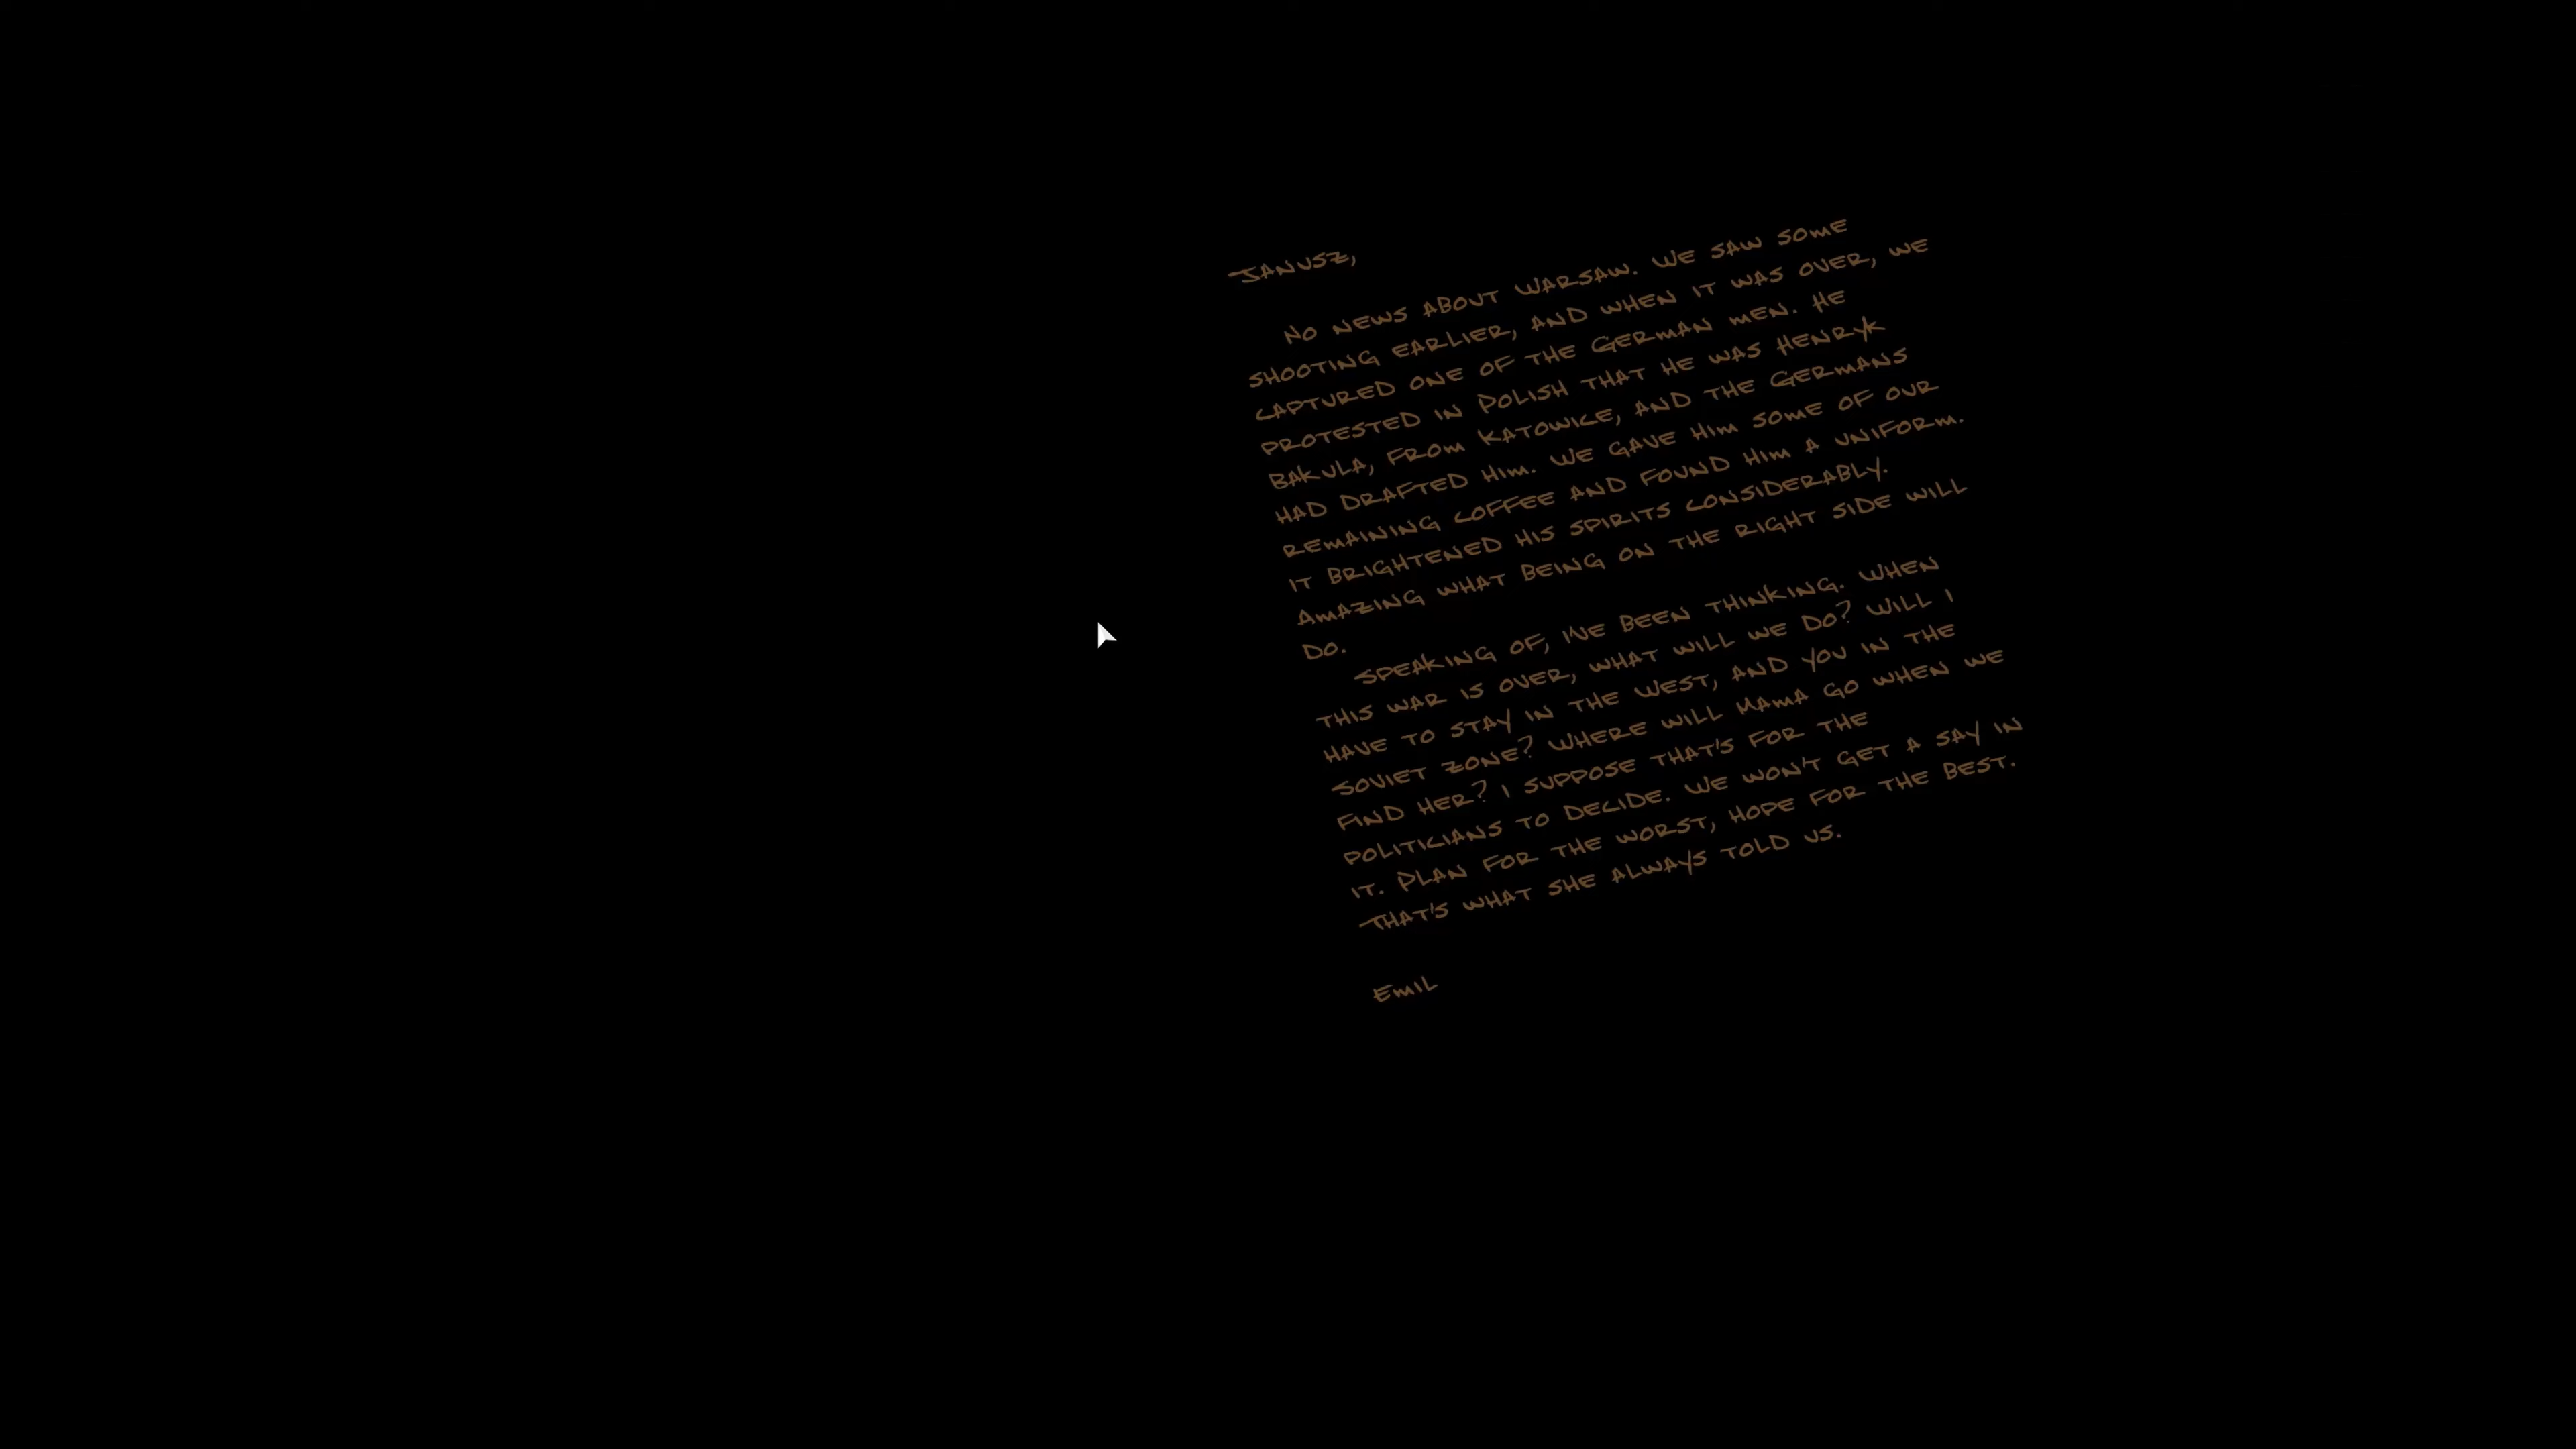 Janusz,
No news about Warsaw. We saw some
shooting earlier, and when it was over, we
captured one of the German men. He
protested in Polish that he was Henryk
Bakula, from Katowice, and the Germans
had drafted him. We gave him some of our
remaining coffee and found him a uniform.
It brightened his spirits considerably.
Amazing what being on the right side will
do.
Speaking of, I've been thinking. When
this war is over, what will we do? Will I
have to stay in the West, and you in the
Soviet zone? Where will Mama go when we
find her? I suppose that's for the
politicians to decide. We won't get a say in
it. Plan for the worst, hope for the best.
That's what she always told us.
Emil